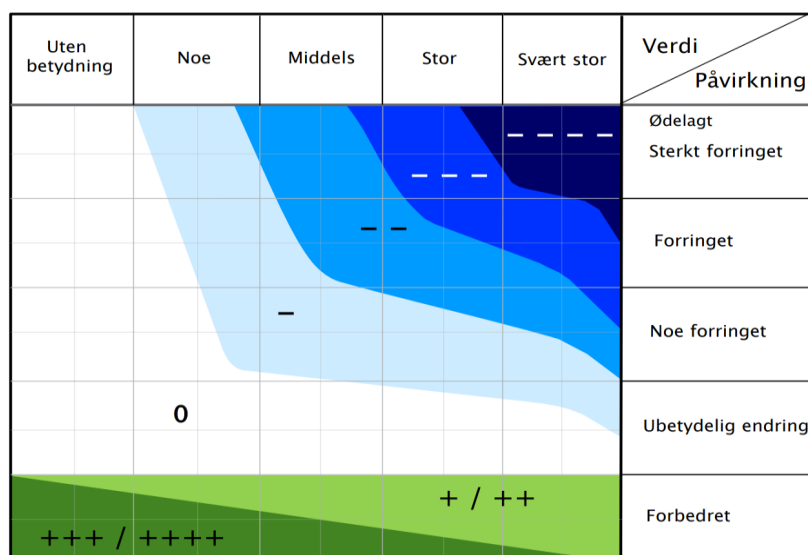 Uten
betydning
Noe
Middels
Stor
Svært stor
Verdi
Påvirkning
Ødelagt
Sterkt forringet
– – – –
– – –
Forringet
– –
–
Noe forringet
0
Ubetydelig endring
+ / ++
+++ / ++++
Forbedret